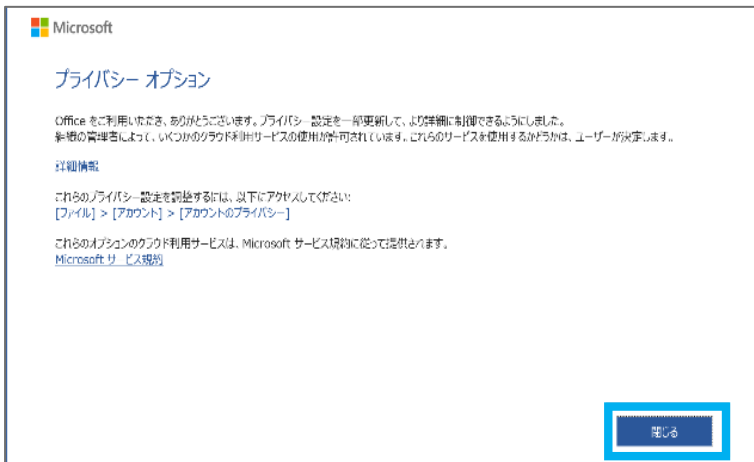 Microsoft
プライバシー オプション
Office をご利用いただき、ありがとうございます。プライバシー設定を一部更新して、より詳細に制御できるようにしました。
組織の管理者によって、いくつかのクラウド利用サービスの使用が許可されています。これらのサービスを使用するかどうかは、ユーザーが決定します。
詳細情報
これらのプライバシー設定を調整するには、以下にアクセスしてください:
[ファイル] > [アカウント] > [アカウントのプライバシー]
これらのオプションのクラウド利用サービスは、Microsoft サービス規約に従って提供されます。
Microsoft サービス規約
閉じる